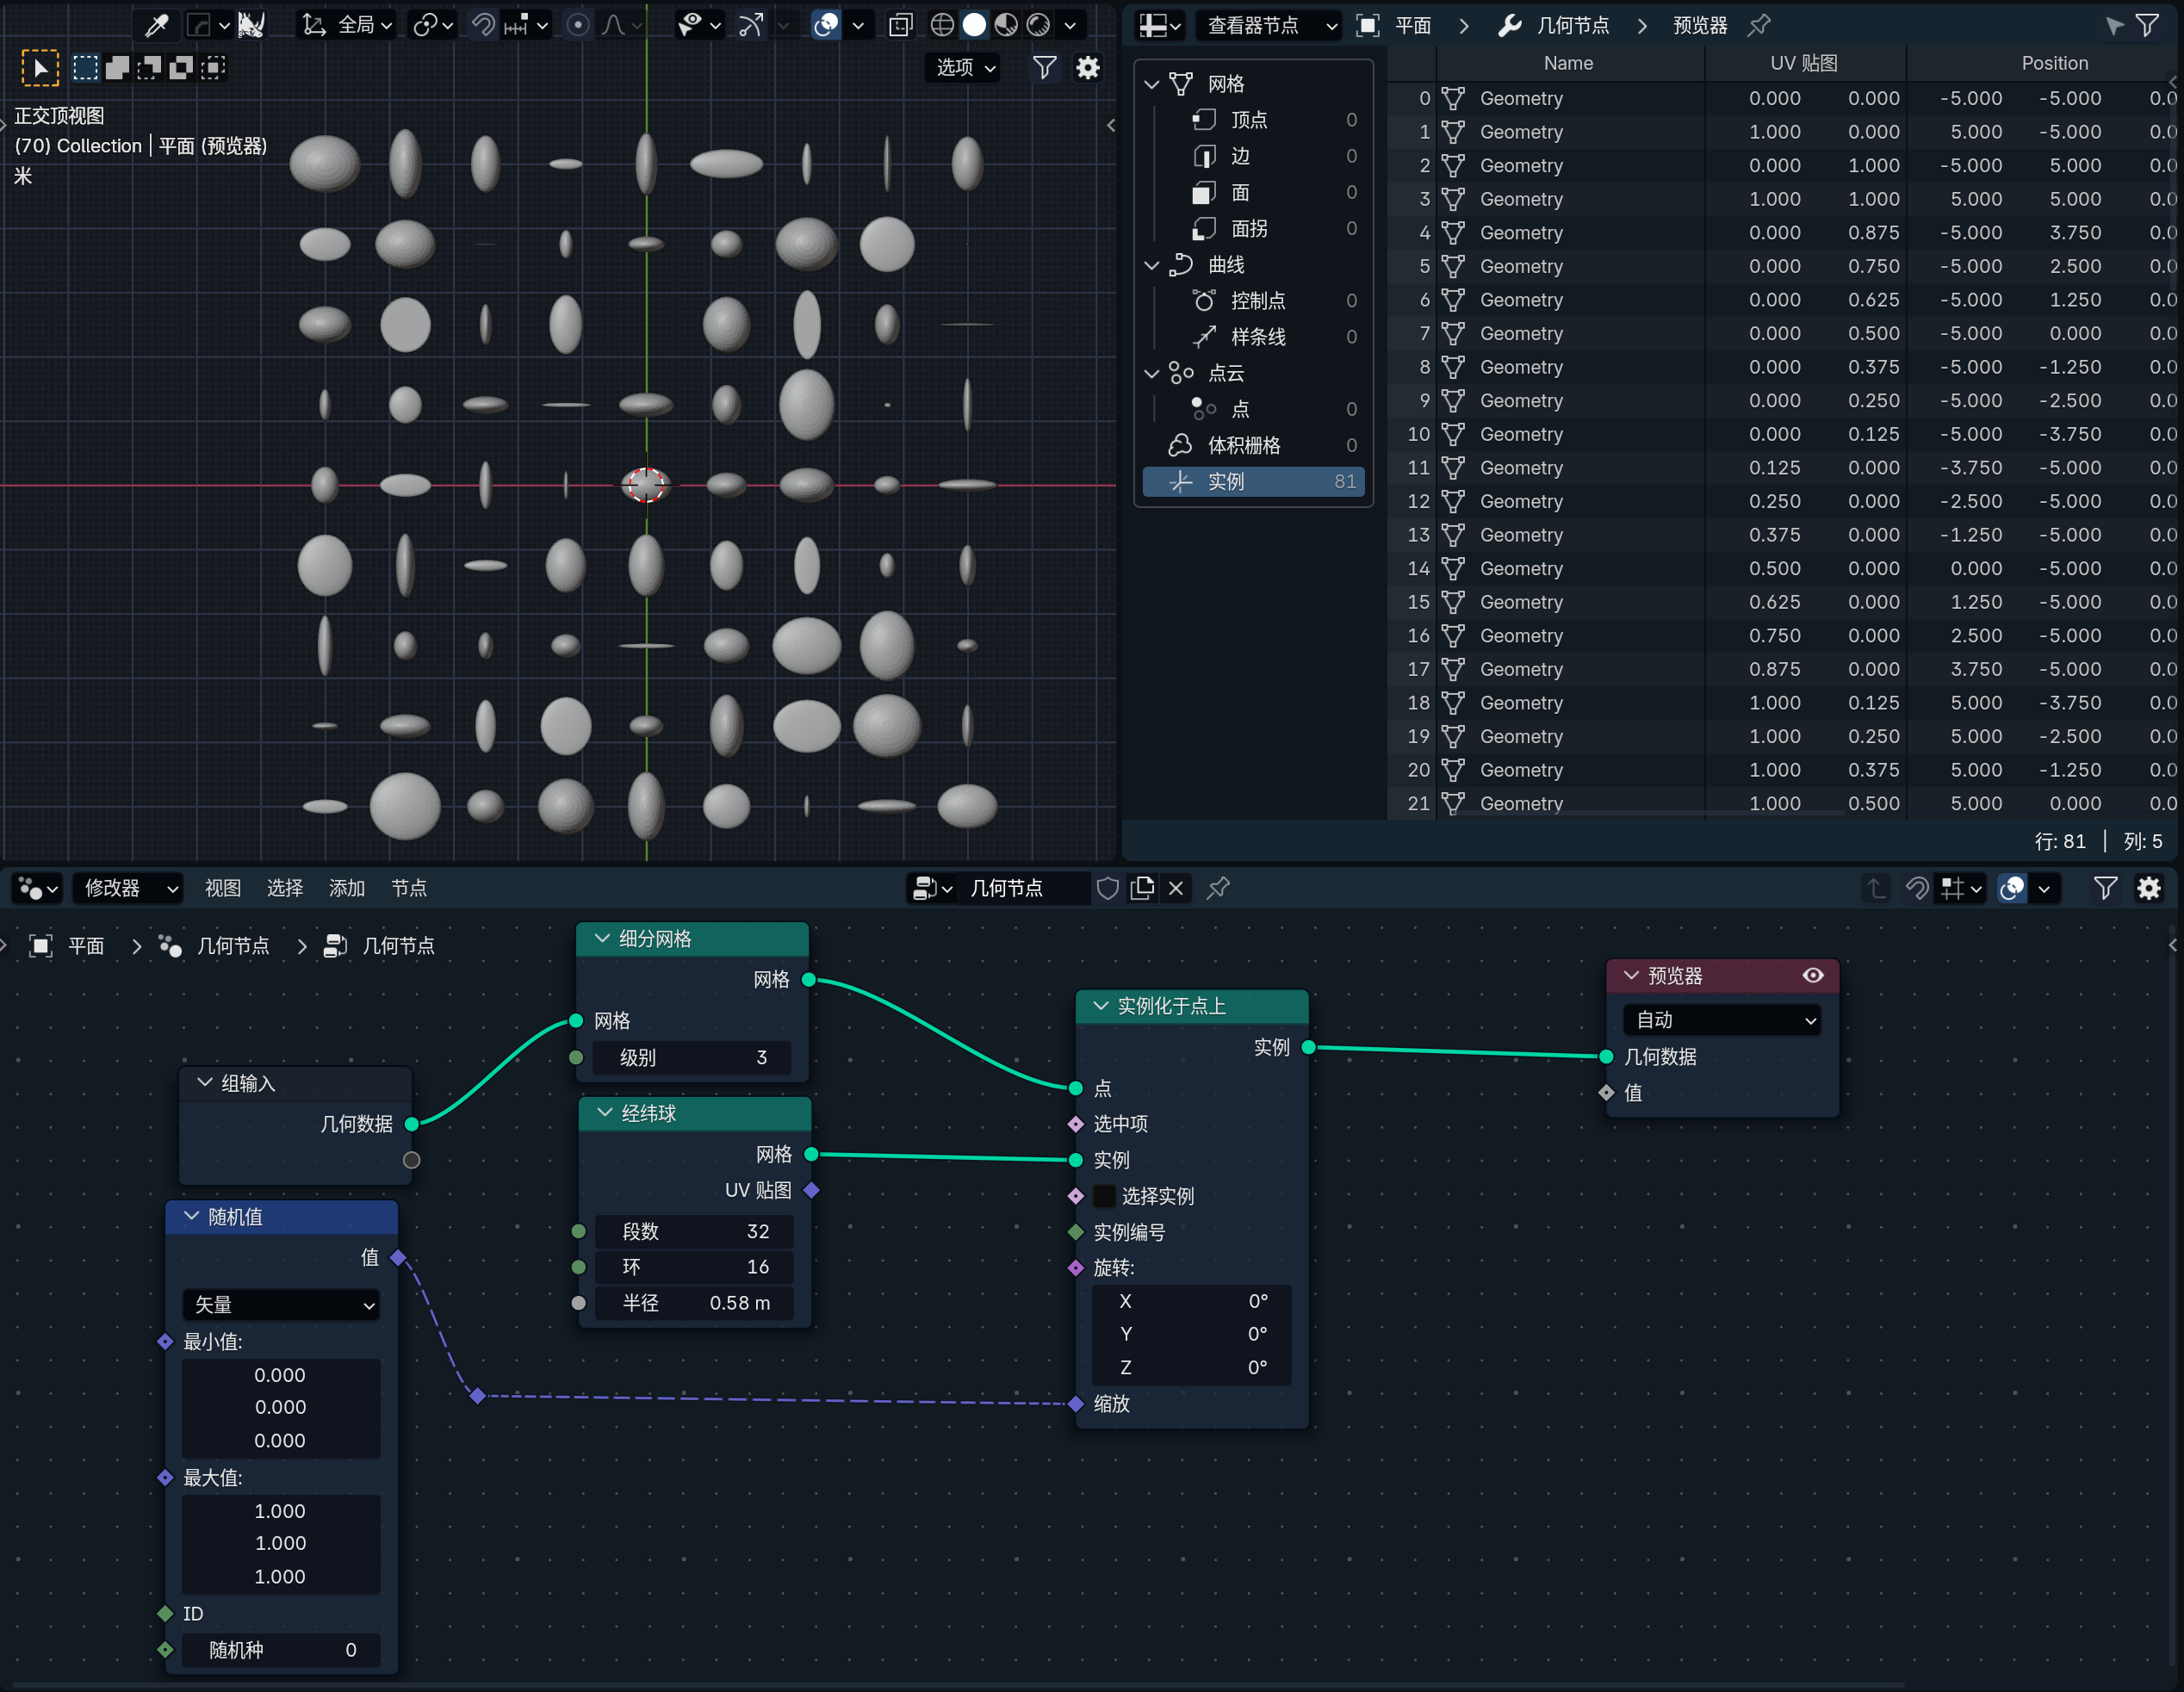 全局
选项
正交顶视图
(70) Collection | 平面 (预览器)
米
查看器节点 平面 几何节点 预览器
网格
顶点 0
边 0
面 0
面拐 0
曲线
控制点 0
样条线 0
点云
点 0
体积栅格 0
实例 81
Name UV 贴图 Position
0 Geometry 0.000 0.000 -5.000 -5.000 0.0
1 Geometry 1.000 0.000 5.000 -5.000 0.0
2 Geometry 0.000 1.000 -5.000 5.000 0.0
3 Geometry 1.000 1.000 5.000 5.000 0.0
4 Geometry 0.000 0.875 -5.000 3.750 0.0
5 Geometry 0.000 0.750 -5.000 2.500 0.0
6 Geometry 0.000 0.625 -5.000 1.250 0.0
7 Geometry 0.000 0.500 -5.000 0.000 0.0
8 Geometry 0.000 0.375 -5.000 -1.250 0.0
9 Geometry 0.000 0.250 -5.000 -2.500 0.0
10 Geometry 0.000 0.125 -5.000 -3.750 0.0
11 Geometry 0.125 0.000 -3.750 -5.000 0.0
12 Geometry 0.250 0.000 -2.500 -5.000 0.0
13 Geometry 0.375 0.000 -1.250 -5.000 0.0
14 Geometry 0.500 0.000 0.000 -5.000 0.0
15 Geometry 0.625 0.000 1.250 -5.000 0.0
16 Geometry 0.750 0.000 2.500 -5.000 0.0
17 Geometry 0.875 0.000 3.750 -5.000 0.0
18 Geometry 1.000 0.125 5.000 -3.750 0.0
19 Geometry 1.000 0.250 5.000 -2.500 0.0
20 Geometry 1.000 0.375 5.000 -1.250 0.0
21 Geometry 1.000 0.500 5.000 0.000 0.0
行: 81 | 列: 5
修改器 视图 选择 添加 节点 几何节点
平面 几何节点 几何节点
细分网格
网格
网格
级别 3
组输入
几何数据
经纬球
网格
UV 贴图
段数 32
环 16
半径 0.58 m
随机值
值
矢量
最小值:
0.000
0.000
0.000
最大值:
1.000
1.000
1.000
ID
随机种 0
实例化于点上
实例
点
选中项
实例
选择实例
实例编号
旋转:
X 0°
Y 0°
Z 0°
缩放
预览器
自动
几何数据
值